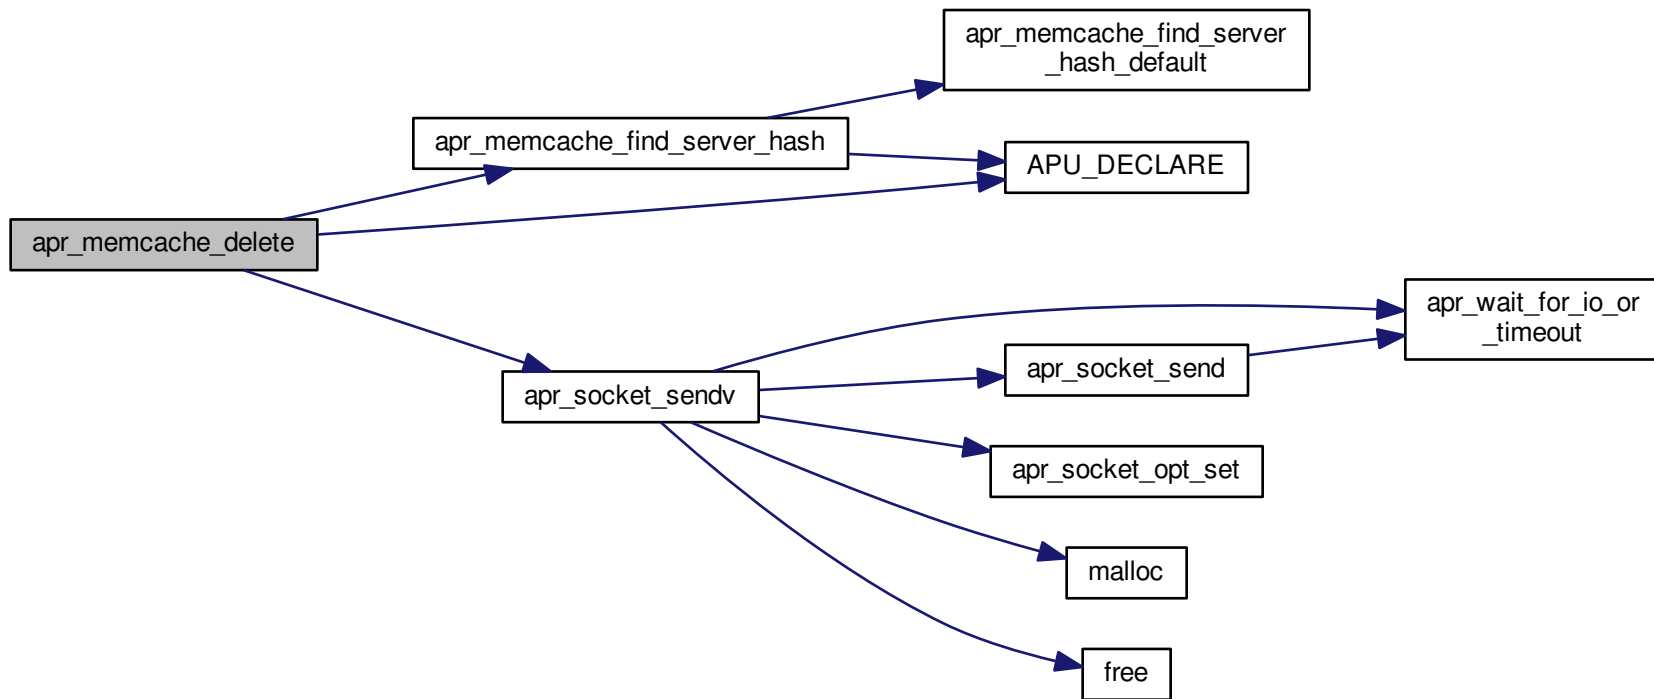 apr_memcache_find_server
_hash_default
apr_memcache_find_server_hash
APU_DECLARE
apr_memcache_delete
apr_wait_for_io_or
_timeout
apr_socket_send
apr_socket_sendv
apr_socket_opt_set
malloc
free